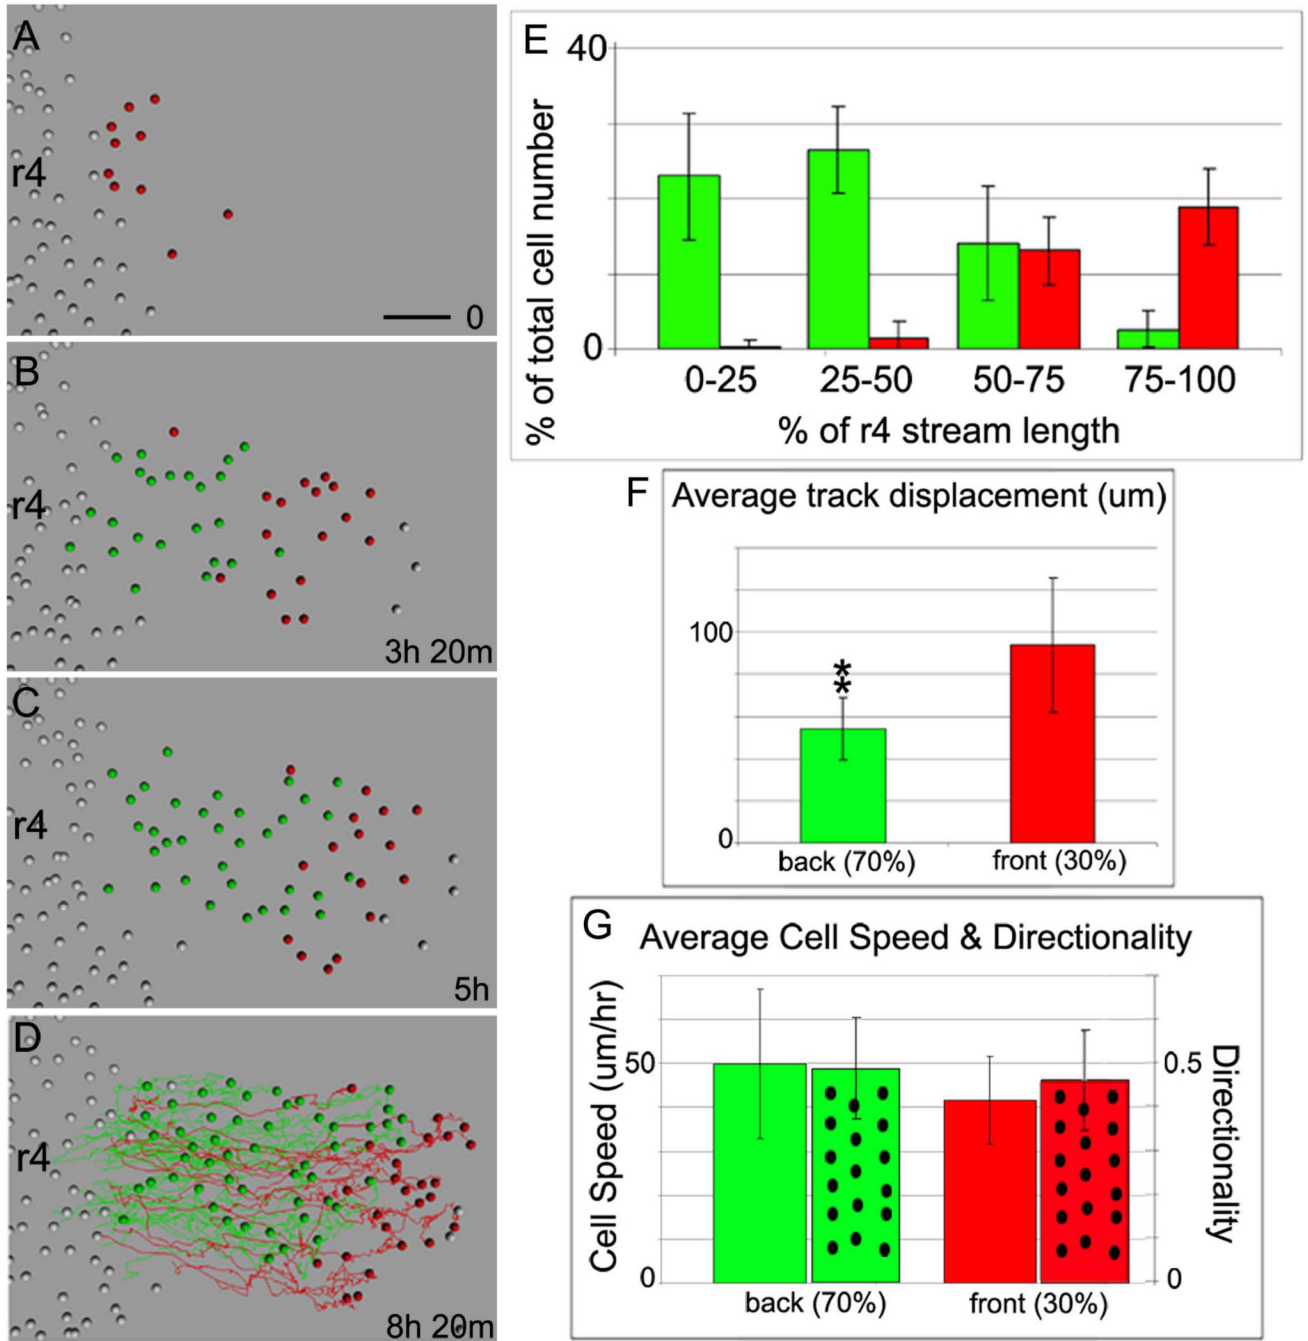 A
r4
0
B
r4
3h 20m
C
r4
5h
D
r4
8h 20m
E
40
% of total cell number
0
0-25 25-50 50-75 75-100
% of r4 stream length
F
Average track displacement (um)
100
**
0
back (70%) front (30%)
G
Average Cell Speed & Directionality
Cell Speed (um/hr)
50
0
0.5
0
Directionality
back (70%) front (30%)